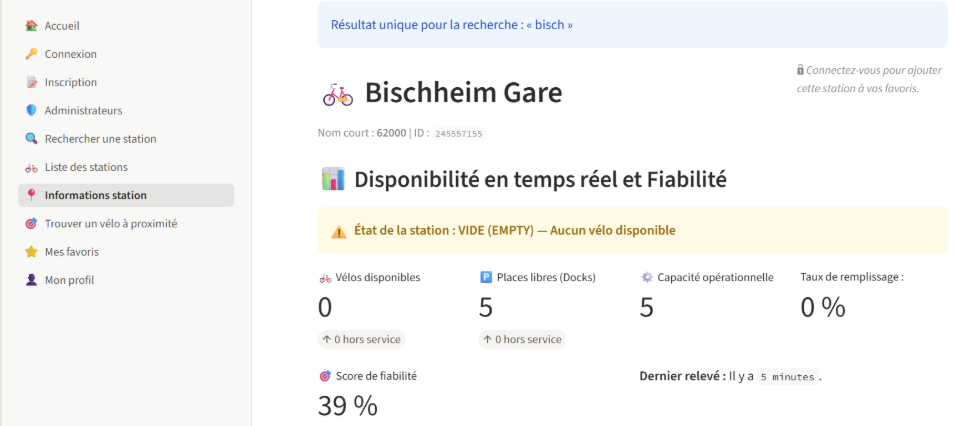 Accueil
Connexion
Inscription
Administrateurs
Rechercher une station
Liste des stations
Informations station
Trouver un vélo à proximité
Mes favoris
Mon profil
Résultat unique pour la recherche : « bisch »
Connectez-vous pour ajouter
cette station à vos favoris.
Bischheim Gare
Nom court : 62000 | ID : 245557155
Disponibilité en temps réel et Fiabilité
État de la station : VIDE (EMPTY) — Aucun vélo disponible
Vélos disponibles
0
↑ 0 hors service
P Places libres (Docks)
5
↑ 0 hors service
Capacité opérationnelle
5
Taux de remplissage :
0 %
Score de fiabilité
39 %
Dernier relevé : Il y a 5 minutes .